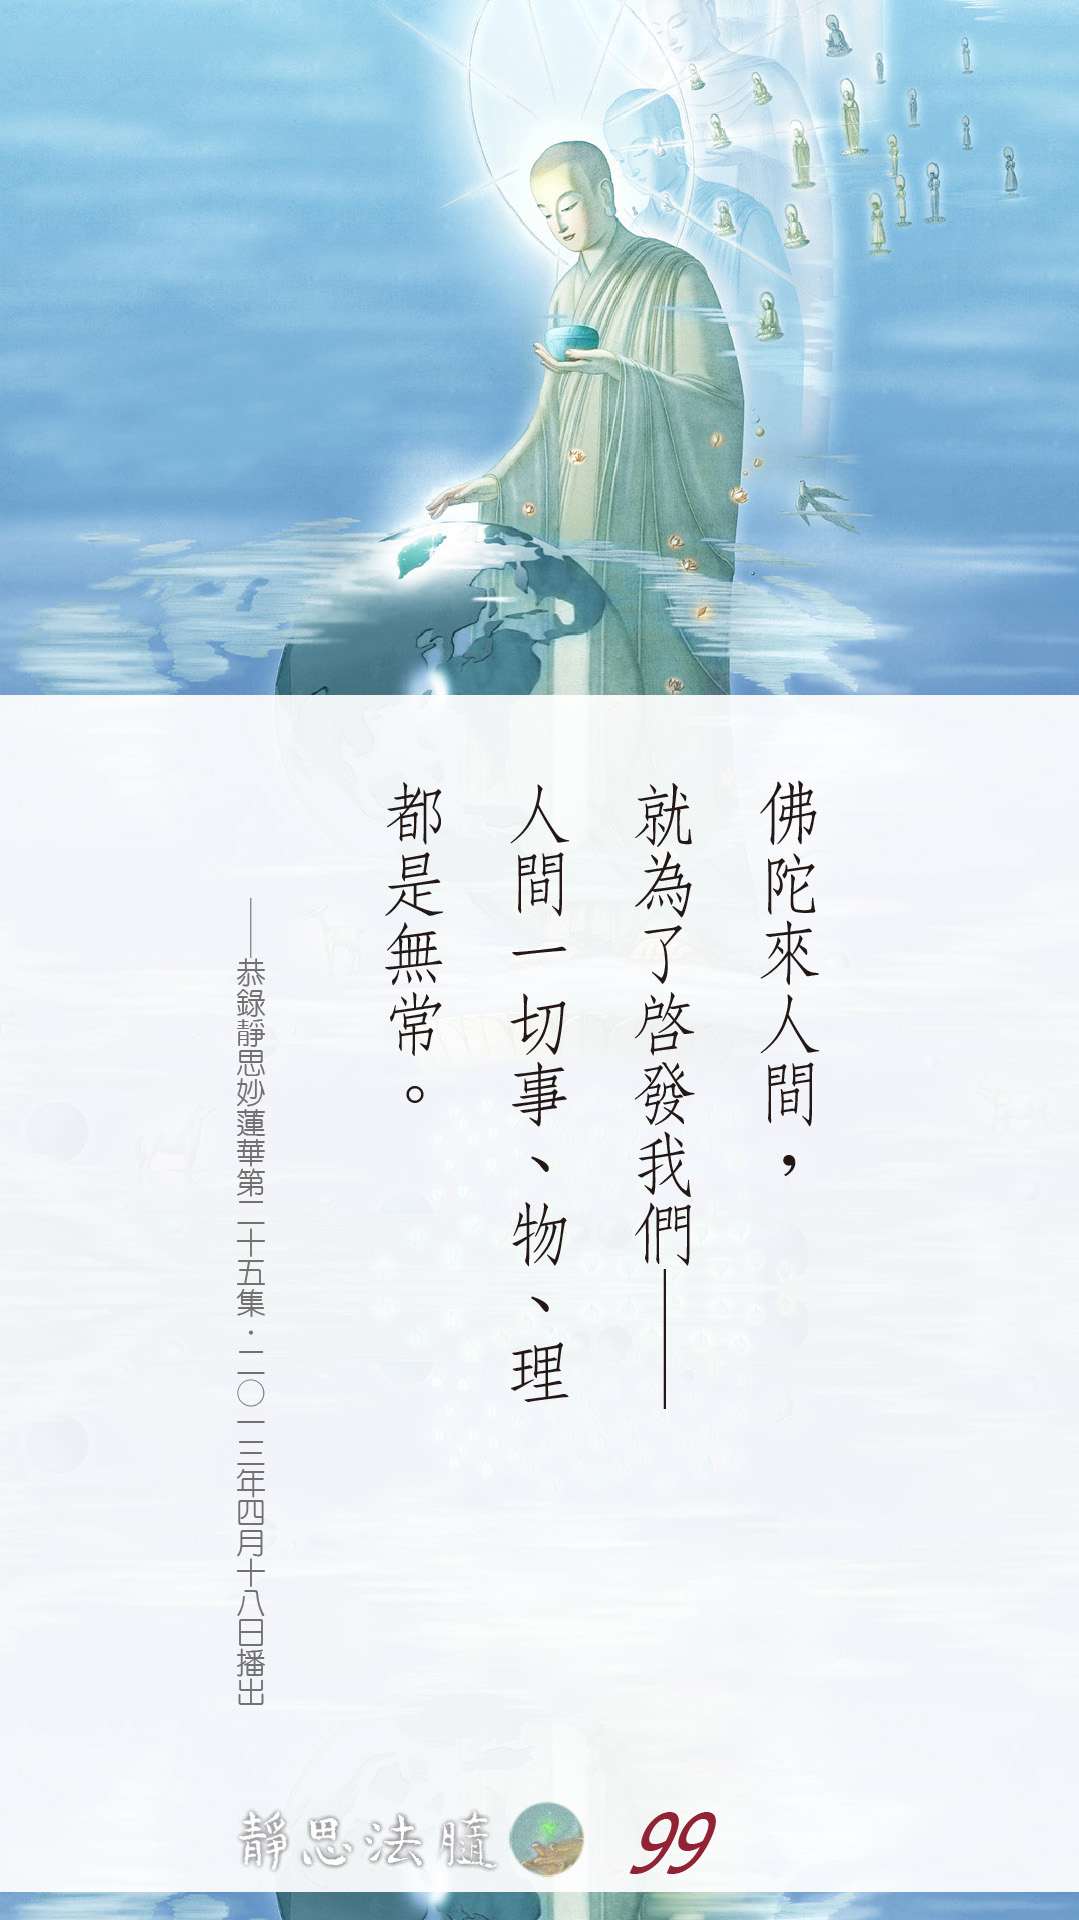 佛陀來人間，
就為了啓發我們——
人間一切事、物、理
都是無常。
——恭錄靜思妙蓮華第二十五集·二〇一三年四月十八日播出
靜思法髓
99